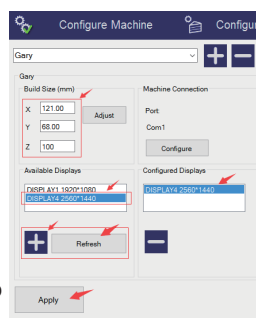 Configure Machine Configu
Gary
Gary
Build Size (mm) Machine Connection
X 121.00 Adjust Port:
Y 68.00 Com1
Z 100 Configure
Available Displays Configured Displays
DISPLAY1 1920*1080 DISPLAY4 2560*1440
DISPLAY4 2560*1440
Refresh
Apply